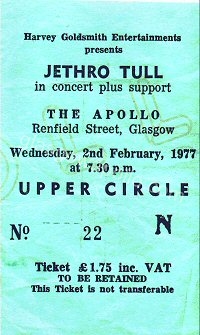 Harvey Goldsmith Entertainments
presents
JETHRO TULL
in concert plus support
THE APOLLO
Renfield Street, Glasgow
Wednesday, 2nd February, 1977
at 7.30 p.m.
UPPER CIRCLE
N
No 22
Ticket £1.75 inc. VAT
TO BE RETAINED
This Ticket is not transferable